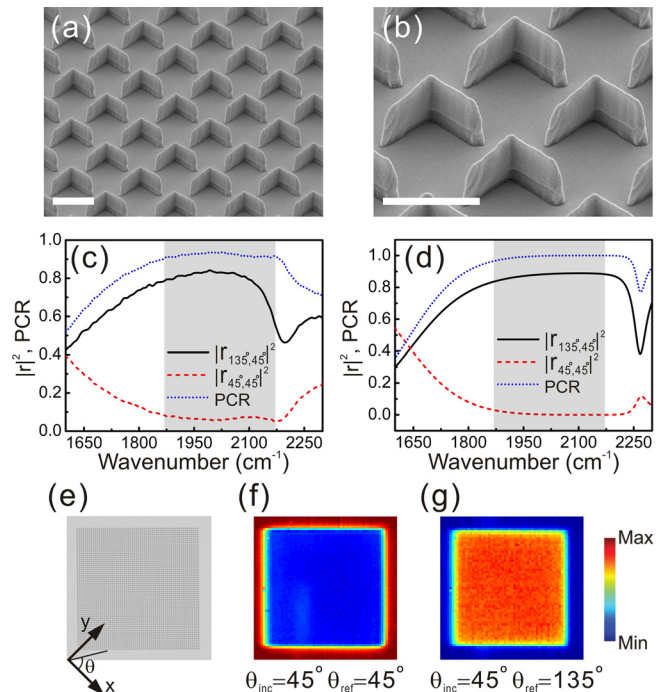 (a)
(b)
(c)
1.0
0.8
0.6
0.4
0.2
0.0
|r|², PCR
|r135°,45°|²
|r45°,45°|²
PCR
1650 1800 1950 2100 2250
Wavenumber (cm⁻¹)
(d)
1.0
0.8
0.6
0.4
0.2
0.0
|r|², PCR
|r135°,45°|²
|r45°,45°|²
PCR
1650 1800 1950 2100 2250
Wavenumber (cm⁻¹)
(e)
y
θ
x
(f)
θinc=45° θref=45°
(g)
θinc=45° θref=135°
Max
Min